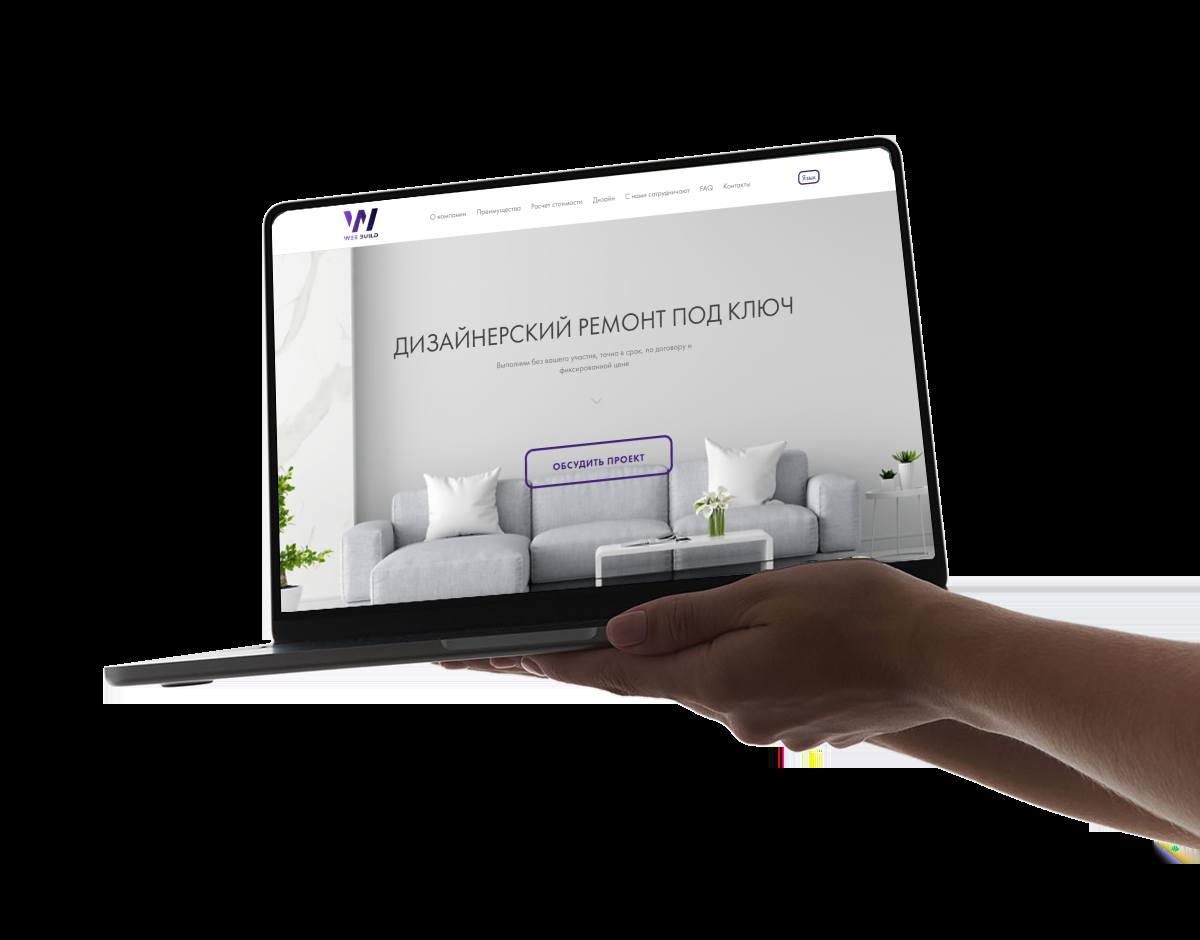 WEB BUILD
О компании Преимущества Расчет стоимости Дизайн С нами сотрудничают FAQ Контакты Язык
ДИЗАЙНЕРСКИЙ РЕМОНТ ПОД КЛЮЧ
Выполним без вашего участия, точно в срок, по договору и
фиксированной цене
ОБСУДИТЬ ПРОЕКТ